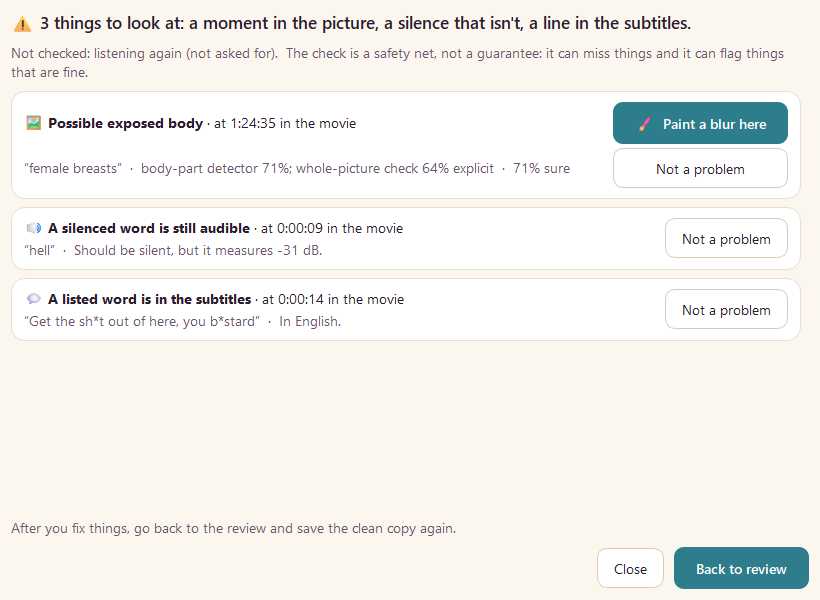 3 things to look at: a moment in the picture, a silence that isn't, a line in the subtitles.
Not checked: listening again (not asked for).  The check is a safety net, not a guarantee: it can miss things and it can flag things
that are fine.
Possible exposed body · at 1:24:35 in the movie
Paint a blur here
“female breasts”  ·  body-part detector 71%; whole-picture check 64% explicit  ·  71% sure
Not a problem
A silenced word is still audible · at 0:00:09 in the movie
“hell”  ·  Should be silent, but it measures -31 dB.
Not a problem
A listed word is in the subtitles · at 0:00:14 in the movie
“Get the sh*t out of here, you b*stard”  ·  In English.
Not a problem
After you fix things, go back to the review and save the clean copy again.
Close
Back to review